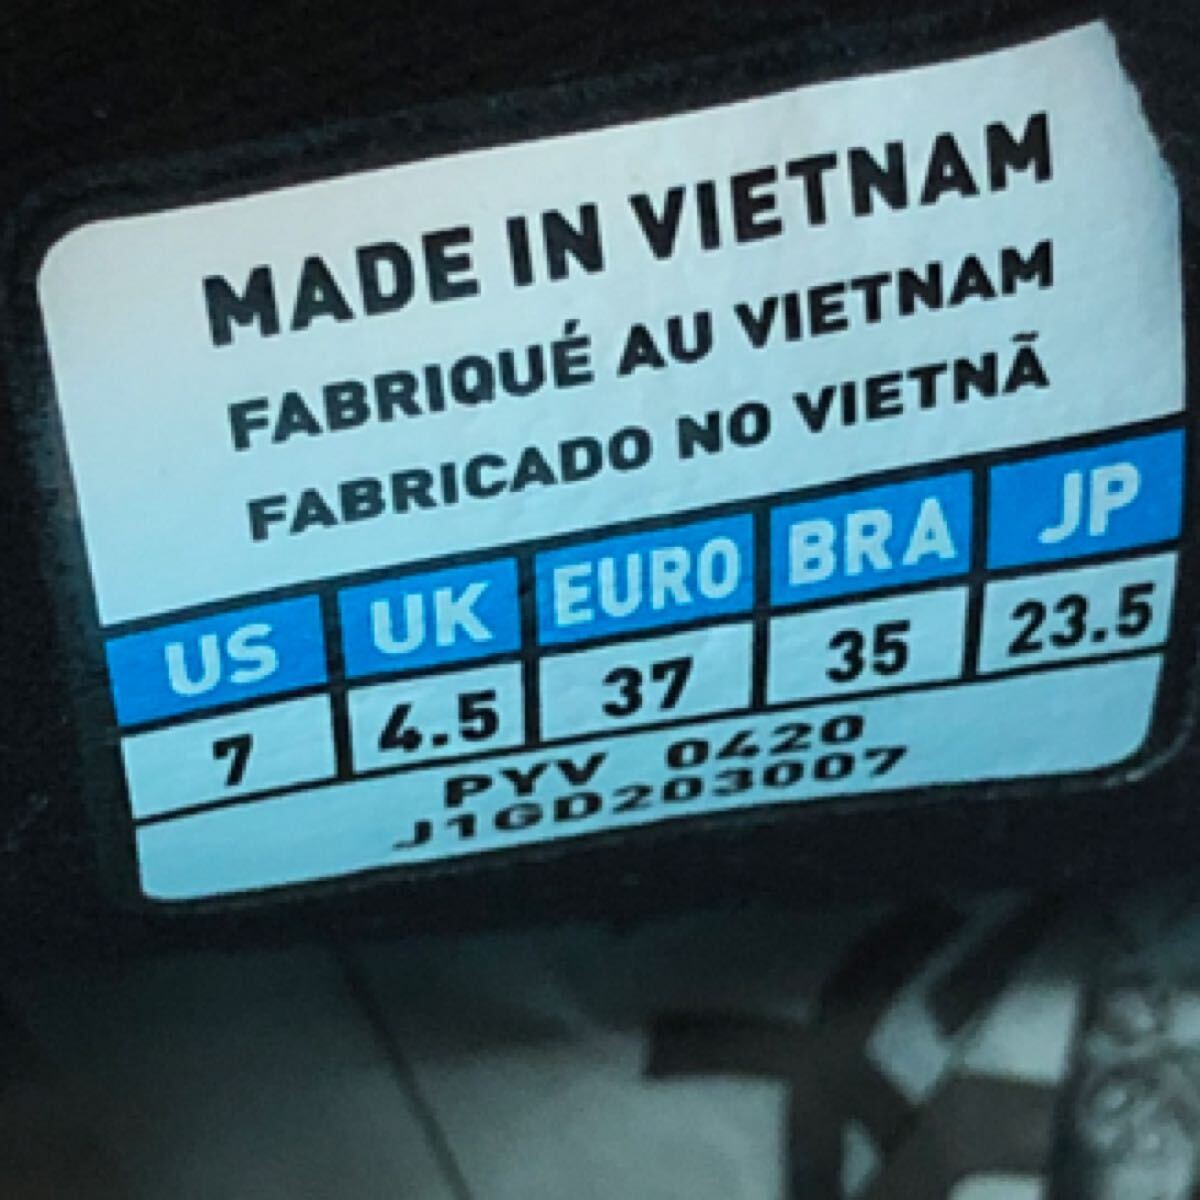 MADE IN VIETNAM
FABRIQUÉ AU VIETNAM
FABRICADO NO VIETNÃ
US UK EURO BRA JP
7 4.5 37 35 23.5
PYV 0420
J1GD203007